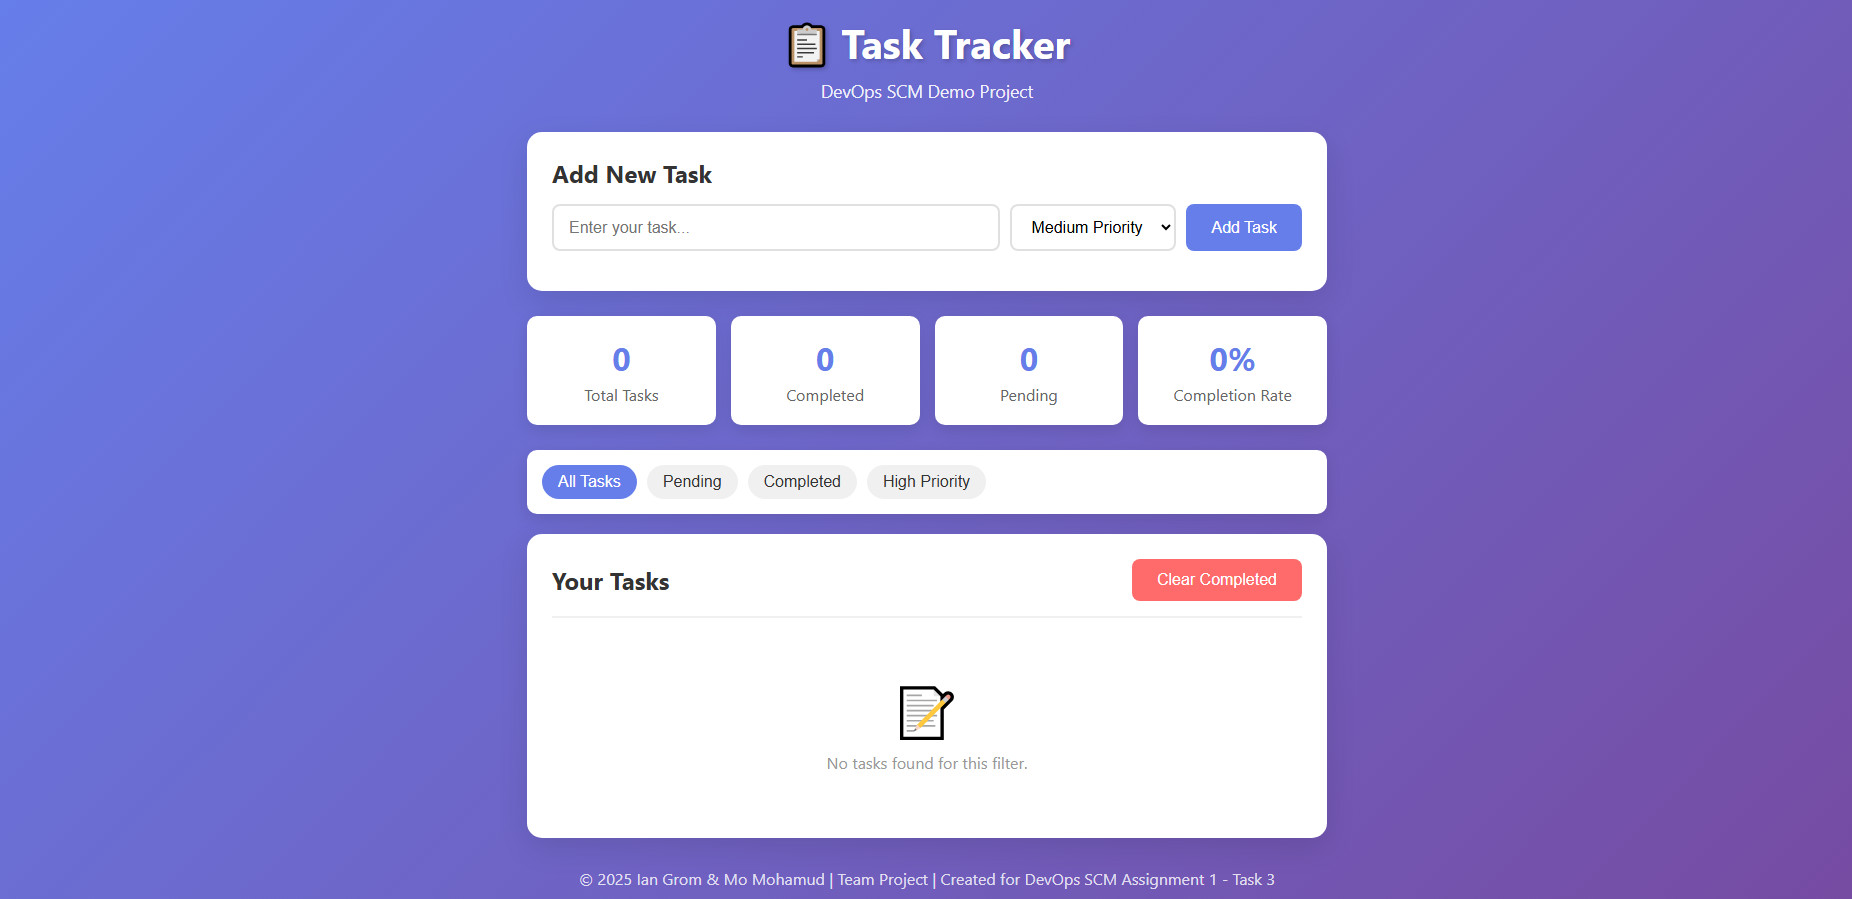 Task Tracker
DevOps SCM Demo Project
Add New Task
Enter your task...
Medium Priority
Add Task
0
Total Tasks
0
Completed
0
Pending
0%
Completion Rate
All Tasks
Pending
Completed
High Priority
Your Tasks
Clear Completed
No tasks found for this filter.
© 2025 Ian Grom & Mo Mohamud | Team Project | Created for DevOps SCM Assignment 1 - Task 3